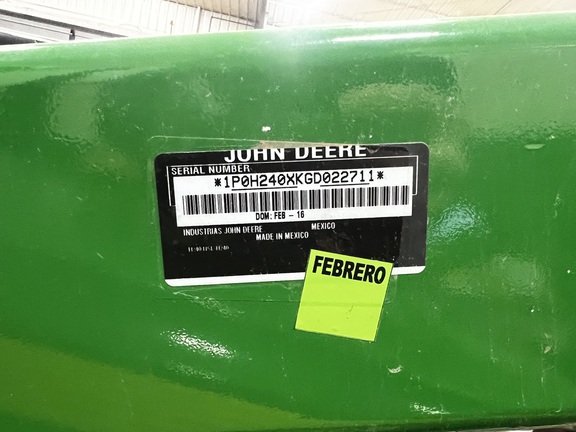 JOHN DEERE
SERIAL NUMBER
*1P0H240XKGD022711*
DOM: FEB - 16
INDUSTRIAS JOHN DEERE MEXICO
MADE IN MEXICO
FEBRERO